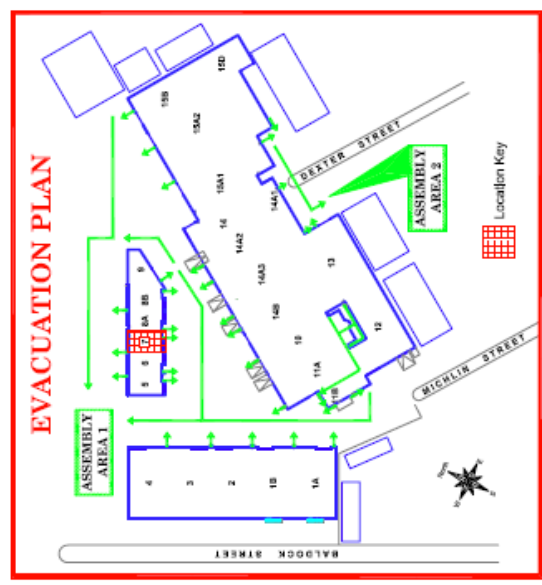 EVACUATION PLAN
15D
15B
15A2
15A1
14
14A1
14A2
14A3
14B
13
12
10
11A
11B
9
8B
8A
7
6
5
4
3
2
1B
1A
DEXTER STREET
ASSEMBLY
AREA 2
Location Key
MICHLIN STREET
ASSEMBLY
AREA 1
BALDOCK STREET
North
E
S
W